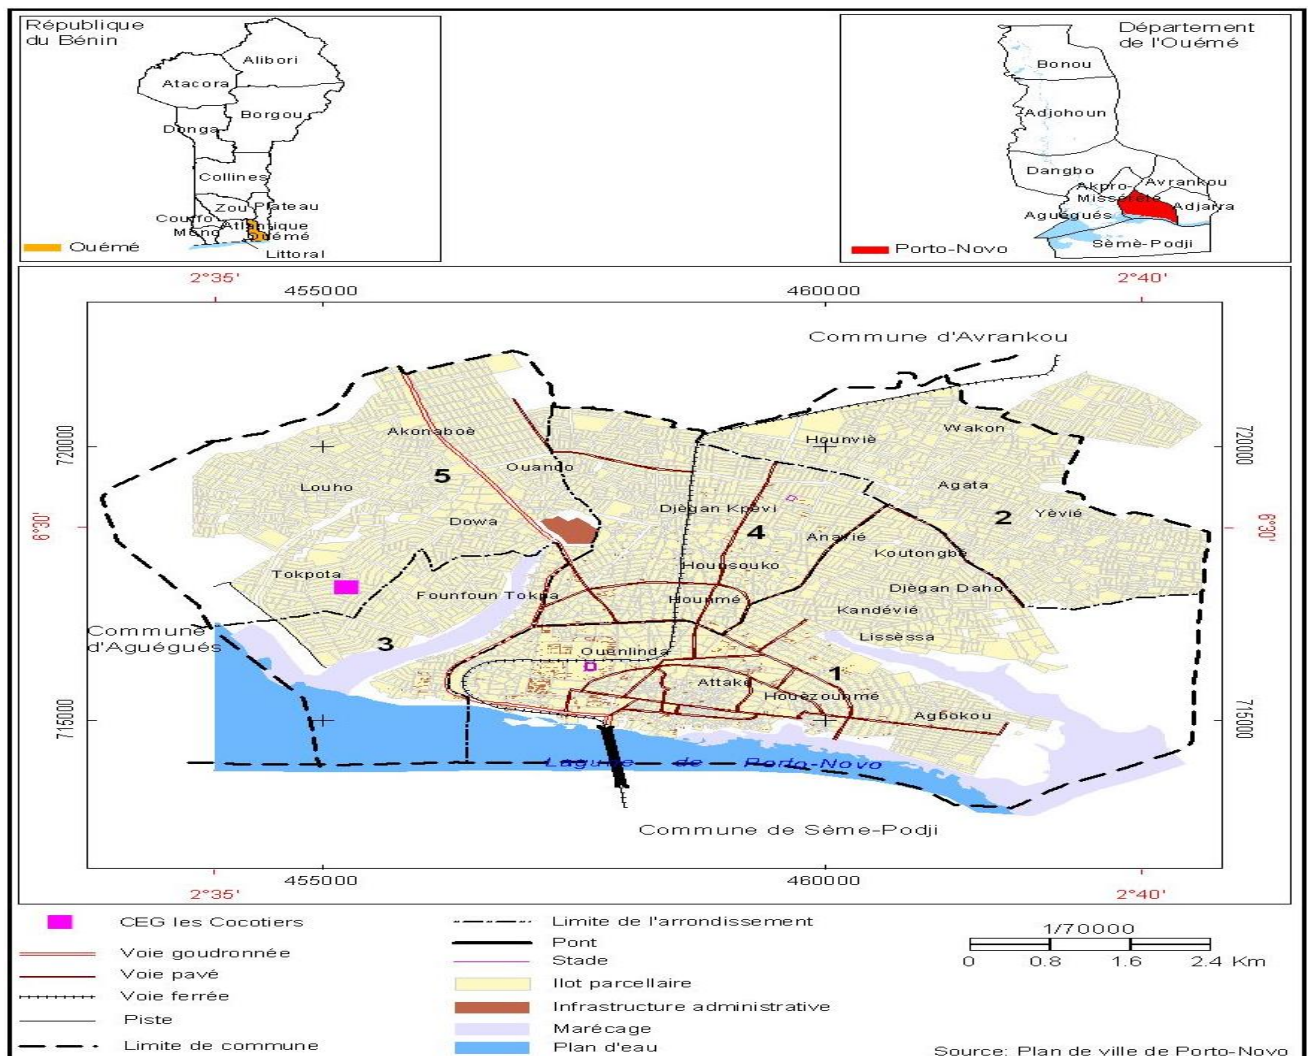 République
du Bénin
Alibori
Atacora
Borgou
Donga
Collines
Zou
Plateau
Couffo
Atlantique
Mono
Ouémé
Littoral
Ouémé
Département
de l'Ouémé
Bonou
Adjohoun
Dangbo
Akpro-
Missérété
Avrankou
Adjarra
Aguégués
Sèmè-Podji
Porto-Novo
2°35'
455000
460000
2°40'
Commune d'Avrankou
720000
720000
6°30'
6°30'
Akonaboè
Hounviè
Wakon
Ouando
5
Louho
Agata
Djègan Kpèvi
2
Yèvié
Dowa
4
Anavié
Koutongbé
Hounsouko
Tokpota
Djègan Daho
Founfoun Tokpa
Hounmé
Kandévié
Commune
d'Aguégués
3
Lissèssa
Ouenlinda
1
Attaké
Houèzounmé
Agbokou
715000
715000
Lagune de Porto-Novo
Commune de Sème-Podji
2°35'
455000
460000
2°40'
CEG les Cocotiers
Voie goudronnée
Voie pavé
Voie ferrée
Piste
Limite de commune
Limite de l'arrondissement
Pont
Stade
Ilot parcellaire
Infrastructure administrative
Marécage
Plan d'eau
1/70000
0 0.8 1.6 2.4 Km
Source: Plan de ville de Porto-Novo